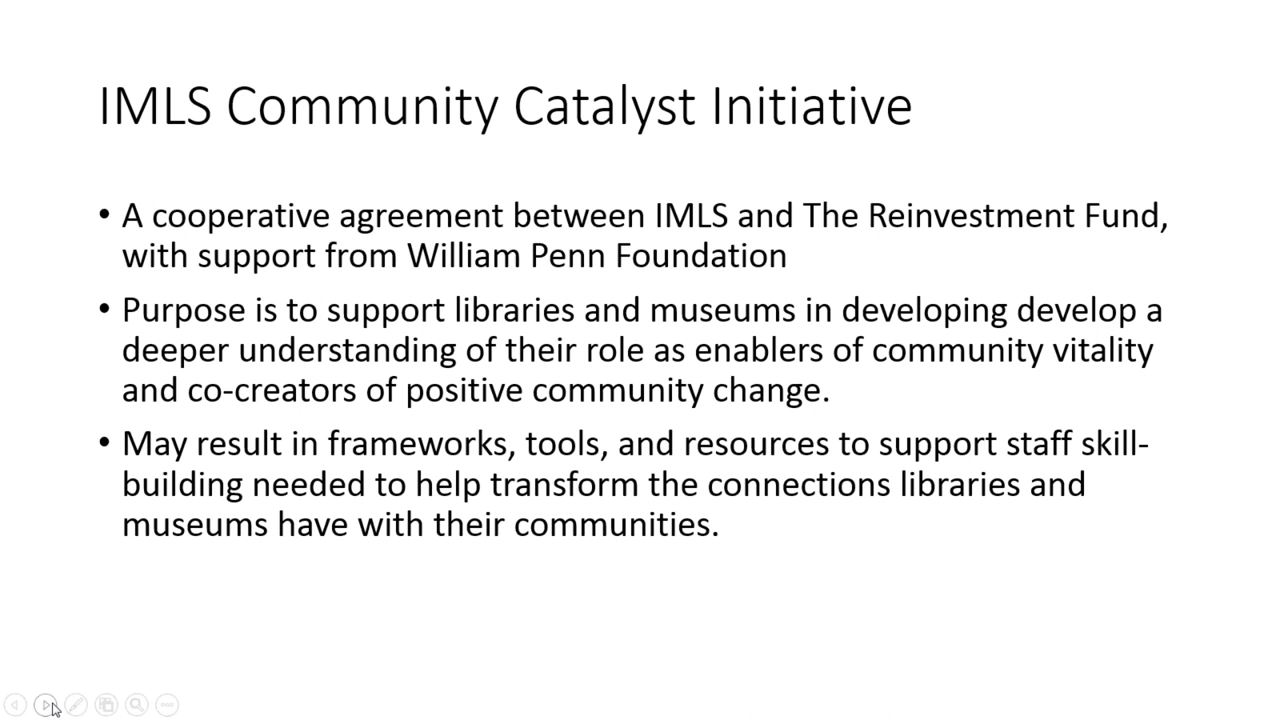 IMLS Community Catalyst Initiative
• A cooperative agreement between IMLS and The Reinvestment Fund,
with support from William Penn Foundation
• Purpose is to support libraries and museums in developing develop a
deeper understanding of their role as enablers of community vitality
and co-creators of positive community change.
• May result in frameworks, tools, and resources to support staff skill-
building needed to help transform the connections libraries and
museums have with their communities.